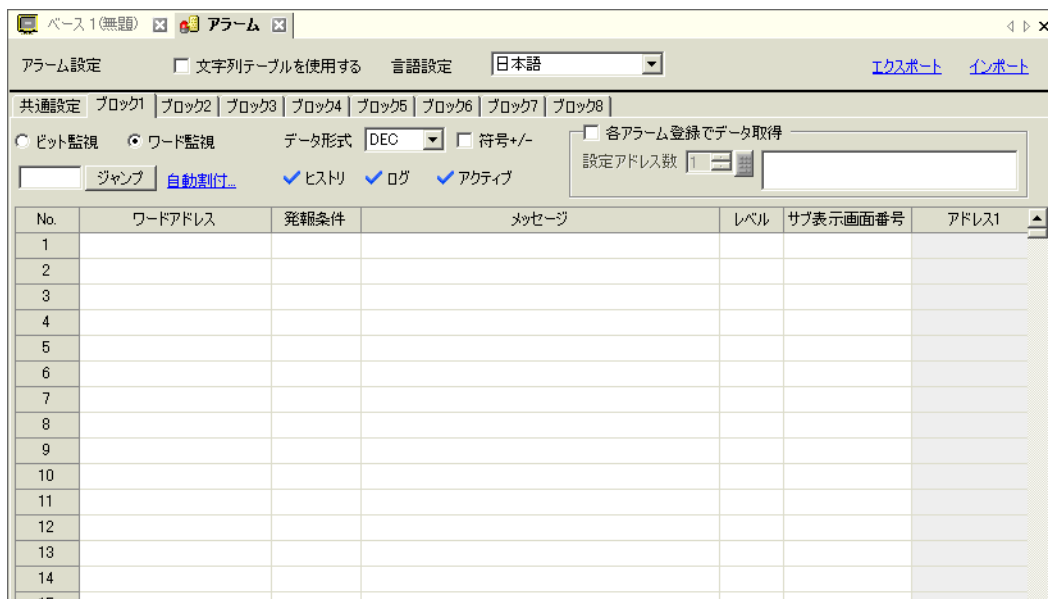 ベース1(無題) アラーム
アラーム設定 文字列テーブルを使用する 言語設定 日本語 エクスポート インポート
共通設定 ブロック1 ブロック2 ブロック3 ブロック4 ブロック5 ブロック6 ブロック7 ブロック8
ビット監視 ワード監視 データ形式 DEC 符号+/- 各アラーム登録でデータ取得
設定アドレス数 1
ジャンプ 自動割付... ヒストリ ログ アクティブ
No. ワードアドレス 発報条件 メッセージ レベル サブ表示画面番号 アドレス1
1
2
3
4
5
6
7
8
9
10
11
12
13
14